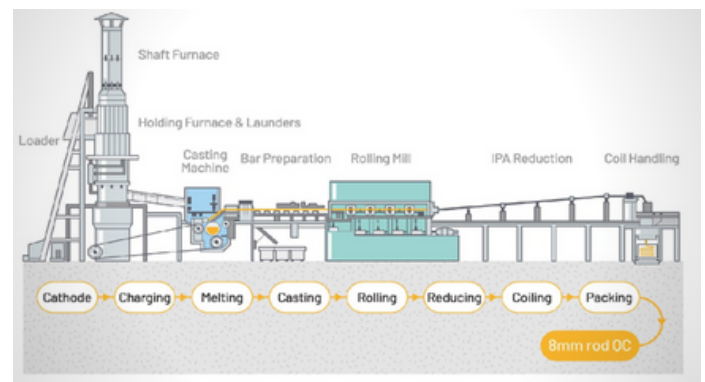 Shaft Furnace
Holding Furnace & Launders
Loader
Casting
Machine
Bar Preparation
Rolling Mill
IPA Reduction
Coil Handling
Cathode
Charging
Melting
Casting
Rolling
Reducing
Coiling
Packing
8mm rod QC